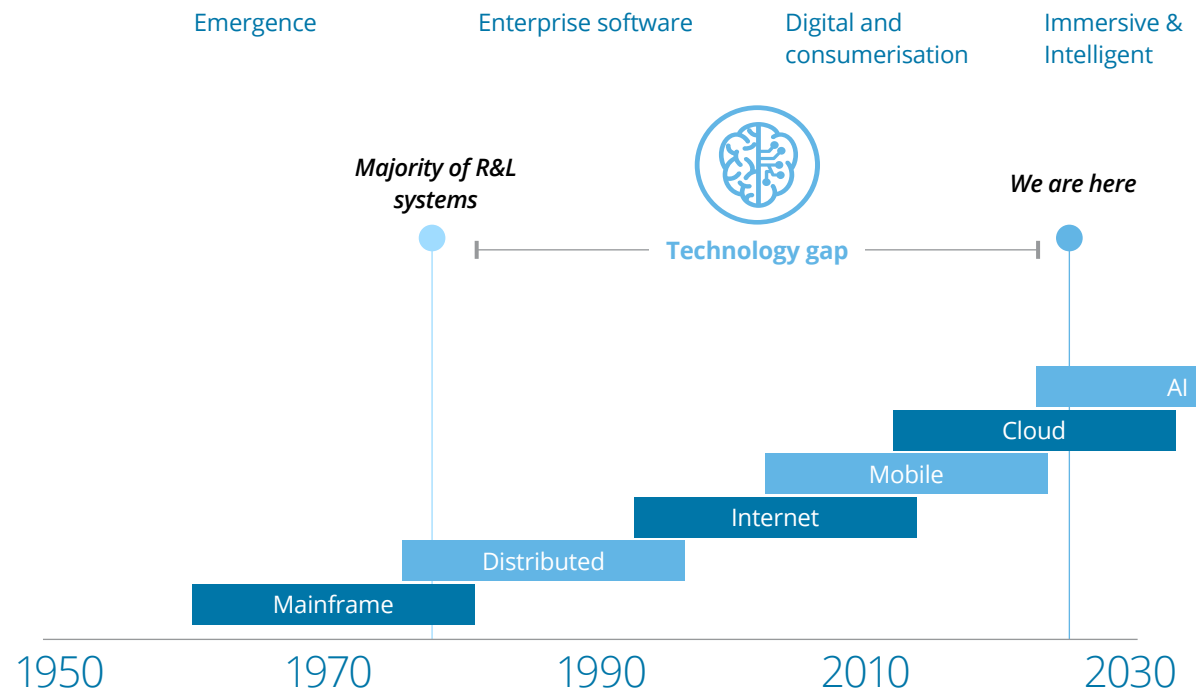 Emergence
Enterprise software
Digital and
consumerisation
Immersive &
Intelligent
Majority of R&L
systems
We are here
Technology gap
AI
Cloud
Mobile
Internet
Distributed
Mainframe
1950
1970
1990
2010
2030